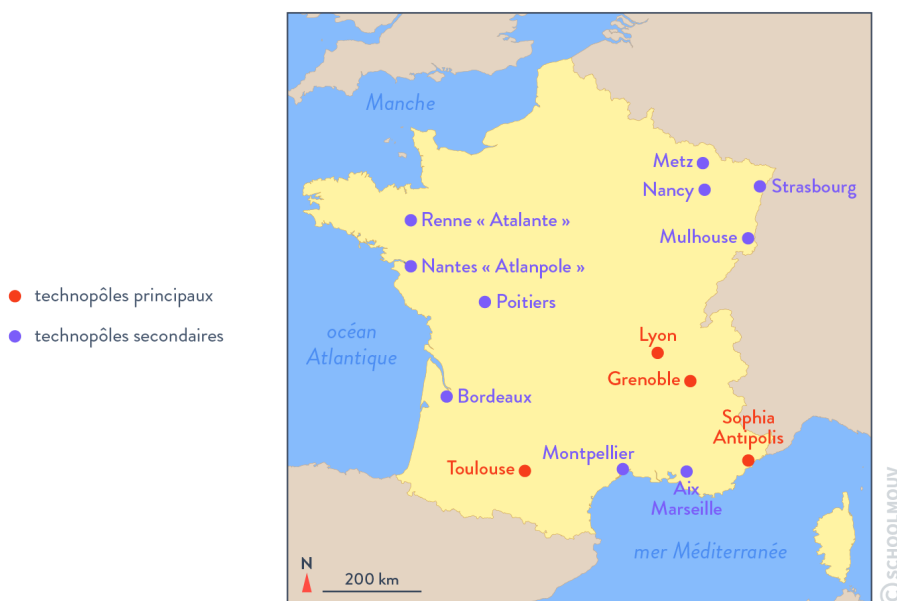 Manche
Metz
Nancy
Strasbourg
Mulhouse
Renne « Atalante »
Nantes « Atlanpole »
Poitiers
technopôles principaux
technopôles secondaires
océan
Atlantique
Lyon
Grenoble
Bordeaux
Sophia
Antipolis
Toulouse
Montpellier
Aix
Marseille
mer Méditerranée
N
200 km
© SCHOOLMOUV